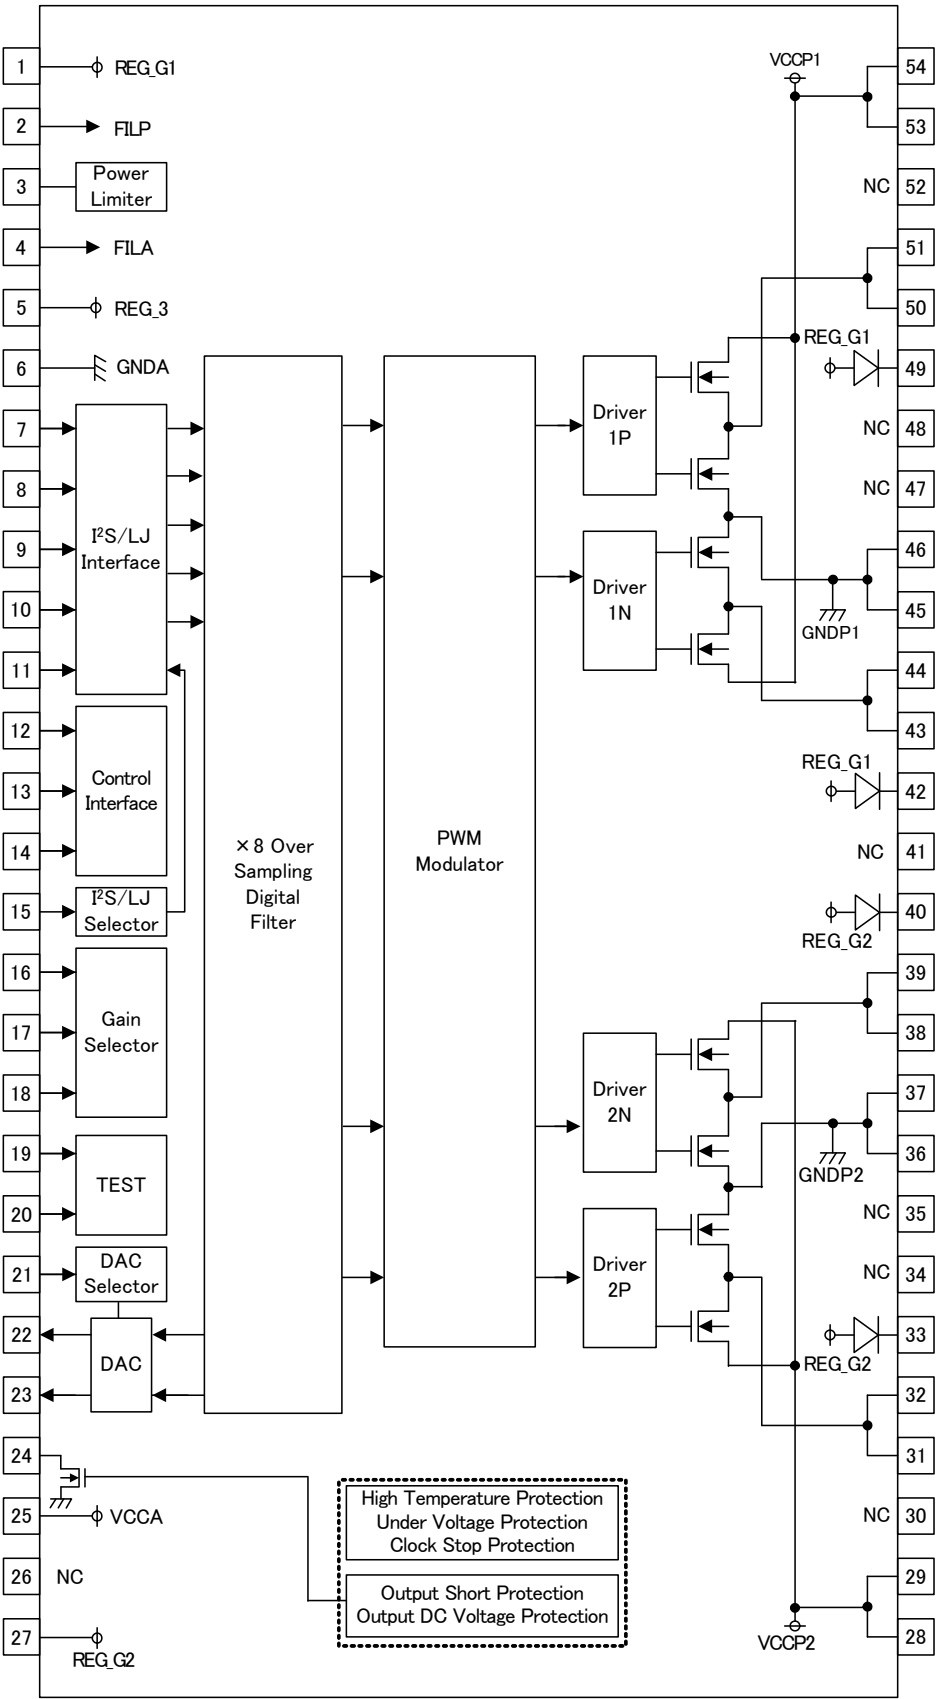 1
REG_G1
2
FILP
3
Power
Limiter
4
FILA
5
REG_3
6
GNDA
7
8
9
10
11
I²S/LJ
Interface
12
13
14
Control
Interface
15
I²S/LJ
Selector
16
17
18
Gain
Selector
19
20
TEST
21
DAC
Selector
22
23
DAC
24
25
VCCA
26
NC
27
REG_G2
×8 Over
Sampling
Digital
Filter
PWM
Modulator
Driver
1P
Driver
1N
Driver
2N
Driver
2P
High Temperature Protection
Under Voltage Protection
Clock Stop Protection
Output Short Protection
Output DC Voltage Protection
VCCP1
54
53
NC
52
51
50
REG_G1
49
NC
48
NC
47
46
45
GNDP1
44
43
REG_G1
42
NC
41
40
REG_G2
39
38
37
36
GNDP2
NC
35
NC
34
33
REG_G2
32
31
NC
30
29
28
VCCP2